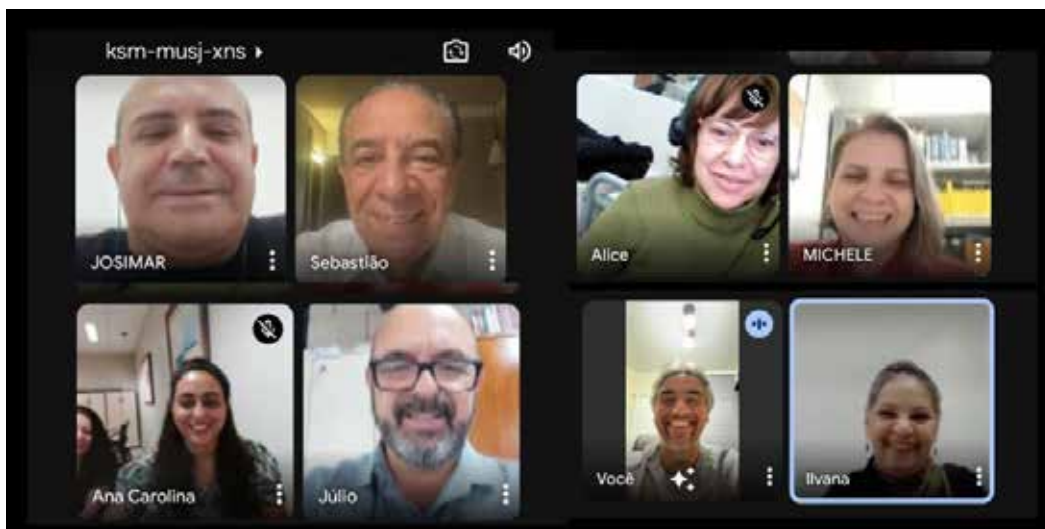 ksm-musj-xns
JOSIMAR
Sebastião
Ana Carolina
Júlio
Alice
MICHELE
Você
Ilvana